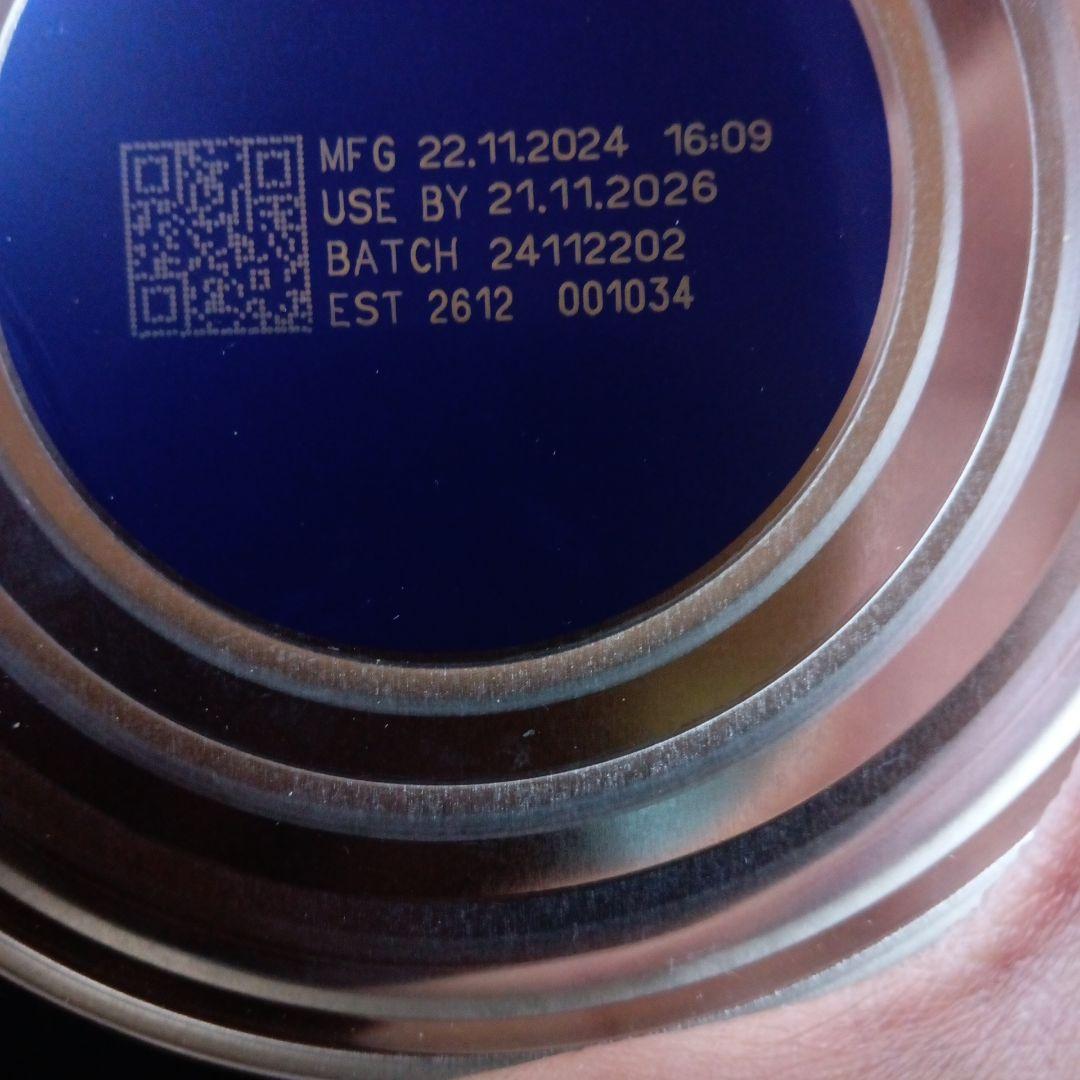 MFG 22.11.2024 16:09
USE BY 21.11.2026
BATCH 24112202
EST 2612 001034